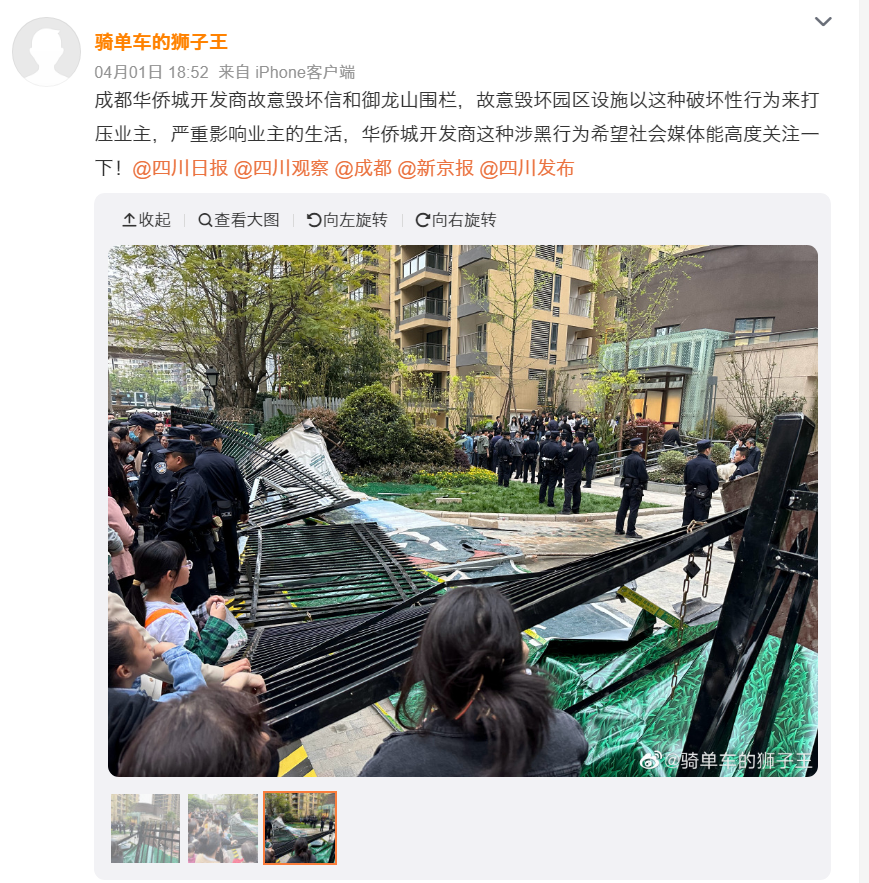 骑单车的狮子王
04月01日 18:52 来自 iPhone客户端
成都华侨城开发商故意毁坏信和御龙山围栏，故意毁坏园区设施以这种破坏性行为来打
压业主，严重影响业主的生活，华侨城开发商这种涉黑行为希望社会媒体能高度关注一
下！@四川日报 @四川观察 @成都 @新京报 @四川发布
收起 查看大图 向左旋转 向右旋转
@骑单车的狮子王